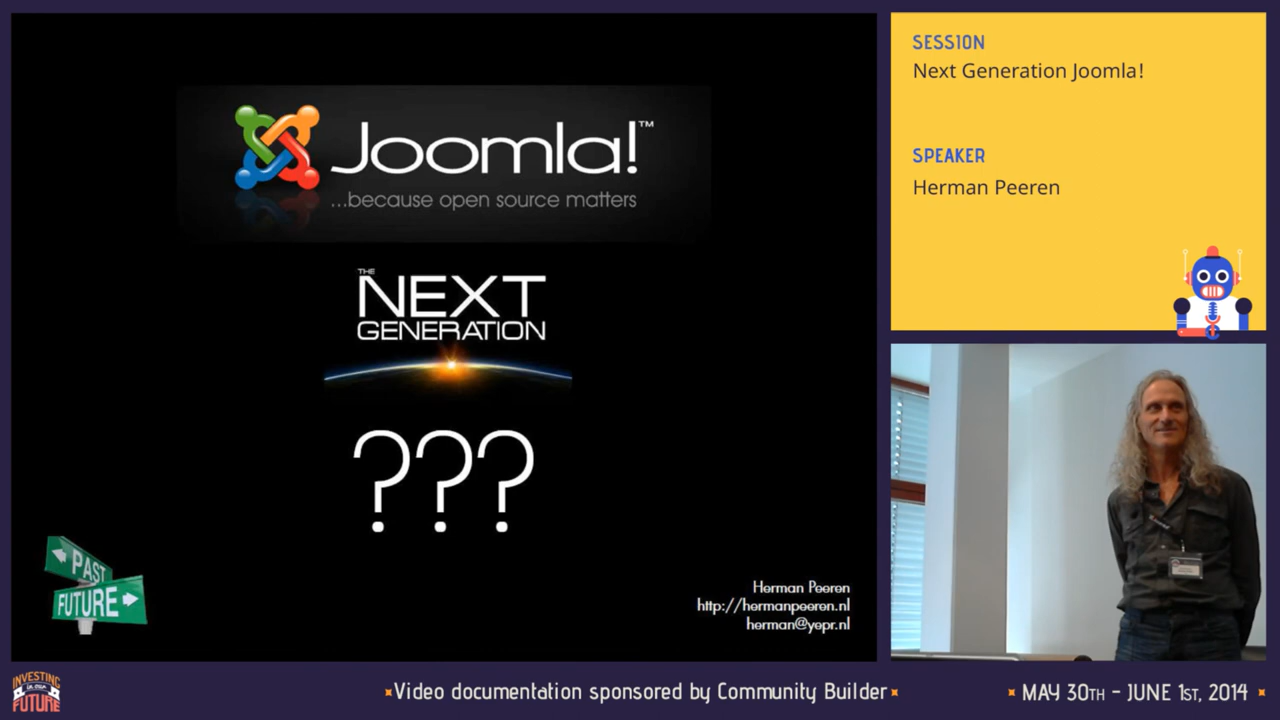 Joomla!™
...because open source matters
THE
NEXT
GENERATION
???
PAST
FUTURE
Herman Peeren
http://hermanpeeren.nl
herman@yepr.nl
SESSION
Next Generation Joomla!
SPEAKER
Herman Peeren
INVESTING
IN OUR
FUTURE
Video documentation sponsored by Community Builder
MAY 30TH - JUNE 1ST, 2014